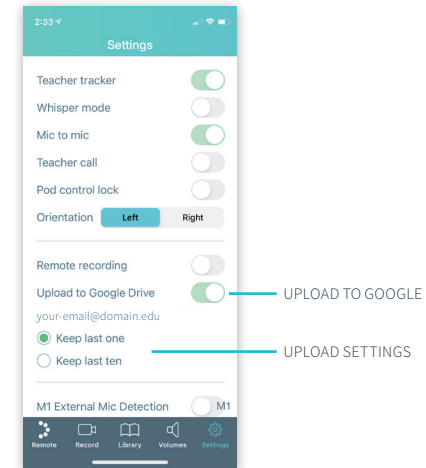 2:33
Settings
Teacher tracker
Whisper mode
Mic to mic
Teacher call
Pod control lock
Orientation Left Right
Remote recording
Upload to Google Drive
UPLOAD TO GOOGLE
your-email@domain.edu
Keep last one
UPLOAD SETTINGS
Keep last ten
M1 External Mic Detection M1
Remote Record Library Volumes Settings